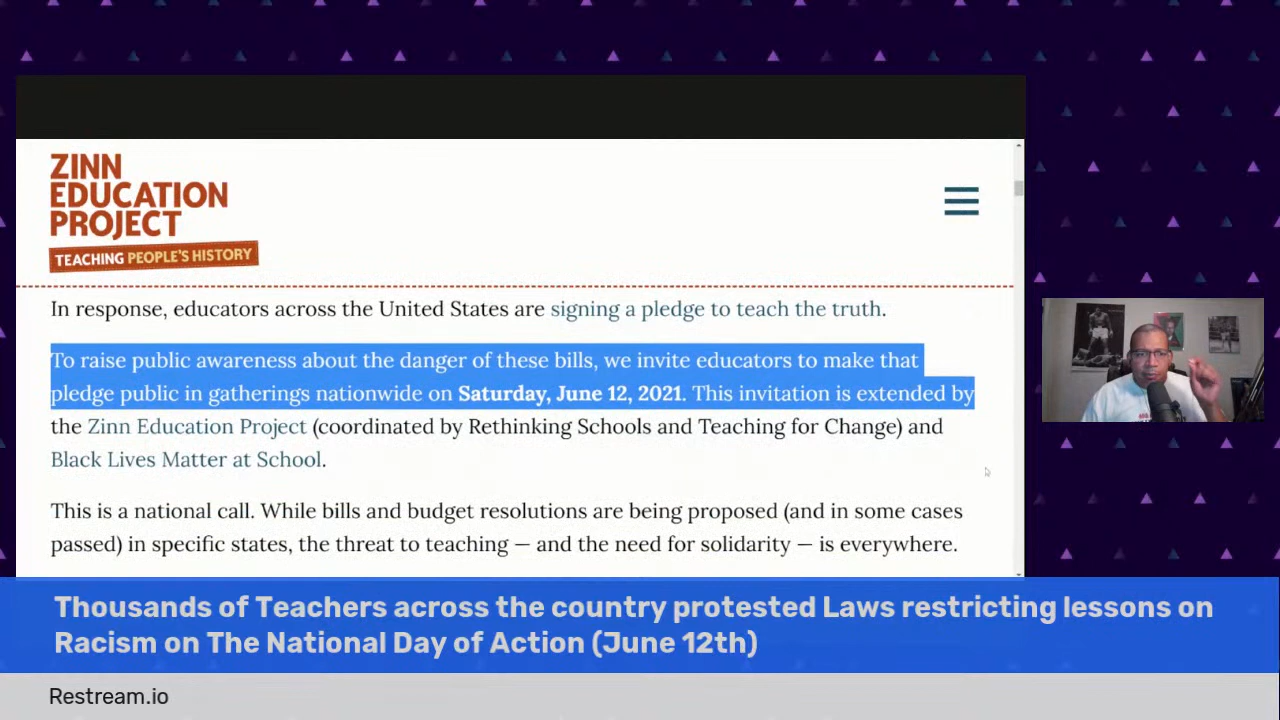 ZINN
EDUCATION
PROJECT
TEACHING PEOPLE'S HISTORY
In response, educators across the United States are signing a pledge to teach the truth.
To raise public awareness about the danger of these bills, we invite educators to make that
pledge public in gatherings nationwide on Saturday, June 12, 2021. This invitation is extended by
the Zinn Education Project (coordinated by Rethinking Schools and Teaching for Change) and
Black Lives Matter at School.
This is a national call. While bills and budget resolutions are being proposed (and in some cases
passed) in specific states, the threat to teaching — and the need for solidarity — is everywhere.
Thousands of Teachers across the country protested Laws restricting lessons on
Racism on The National Day of Action (June 12th)
Restream.io